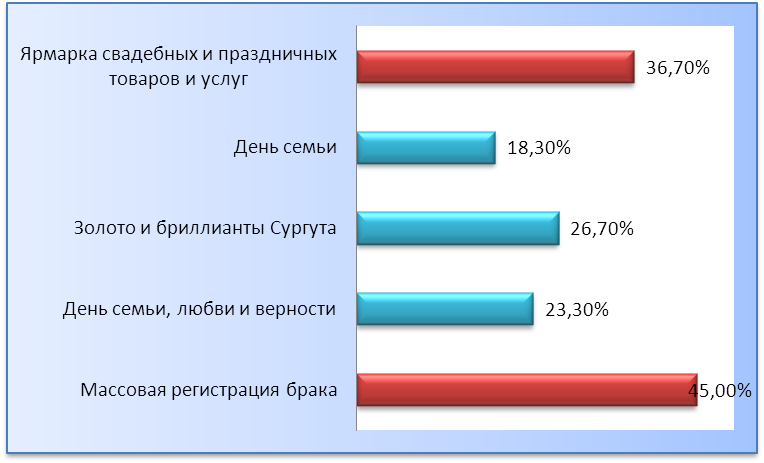 Ярмарка свадебных и праздничных
товаров и услуг
36,70%
День семьи
18,30%
Золото и бриллианты Сургута
26,70%
День семьи, любви и верности
23,30%
Массовая регистрация брака
45,00%